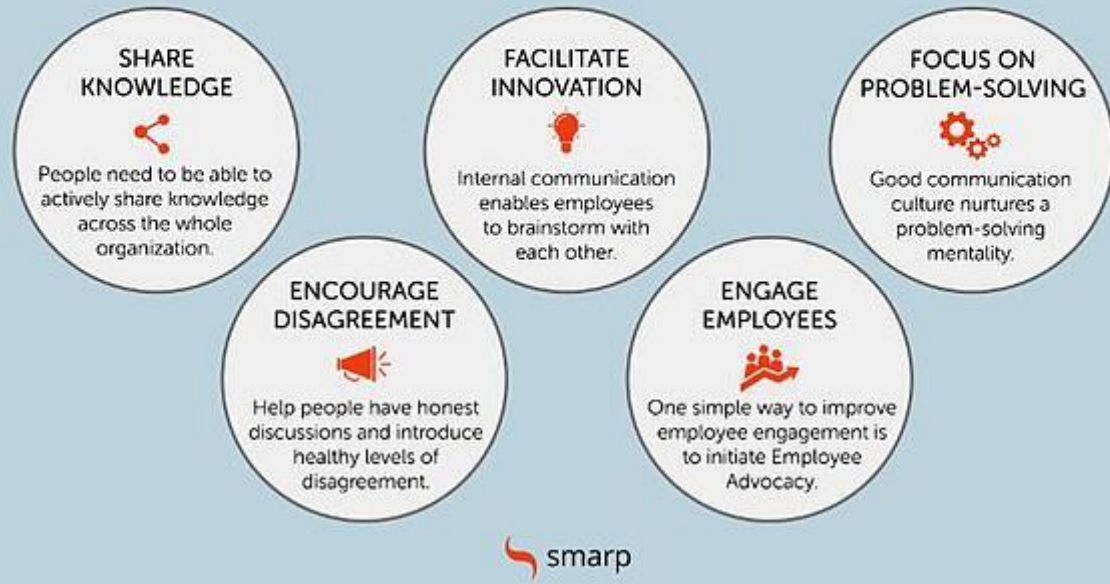 SHARE
KNOWLEDGE
People need to be able to
actively share knowledge
across the whole
organization.
ENCOURAGE
DISAGREEMENT
Help people have honest
discussions and introduce
healthy levels of
disagreement.
FACILITATE
INNOVATION
Internal communication
enables employees
to brainstorm with
each other.
ENGAGE
EMPLOYEES
One simple way to improve
employee engagement is
to initiate Employee
Advocacy.
FOCUS ON
PROBLEM-SOLVING
Good communication
culture nurtures a
problem-solving
mentality.
smarp